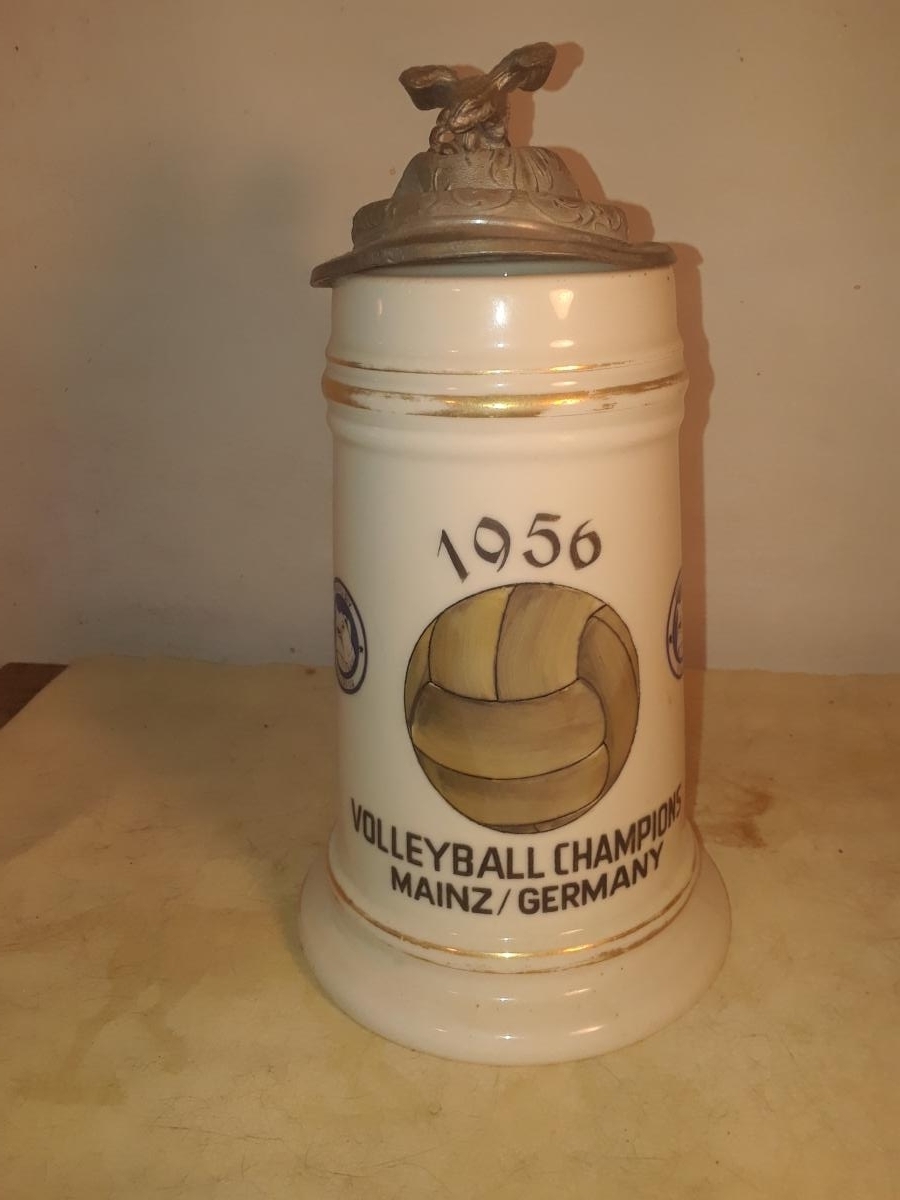 1956
VOLLEYBALL CHAMPIONS
MAINZ/GERMANY